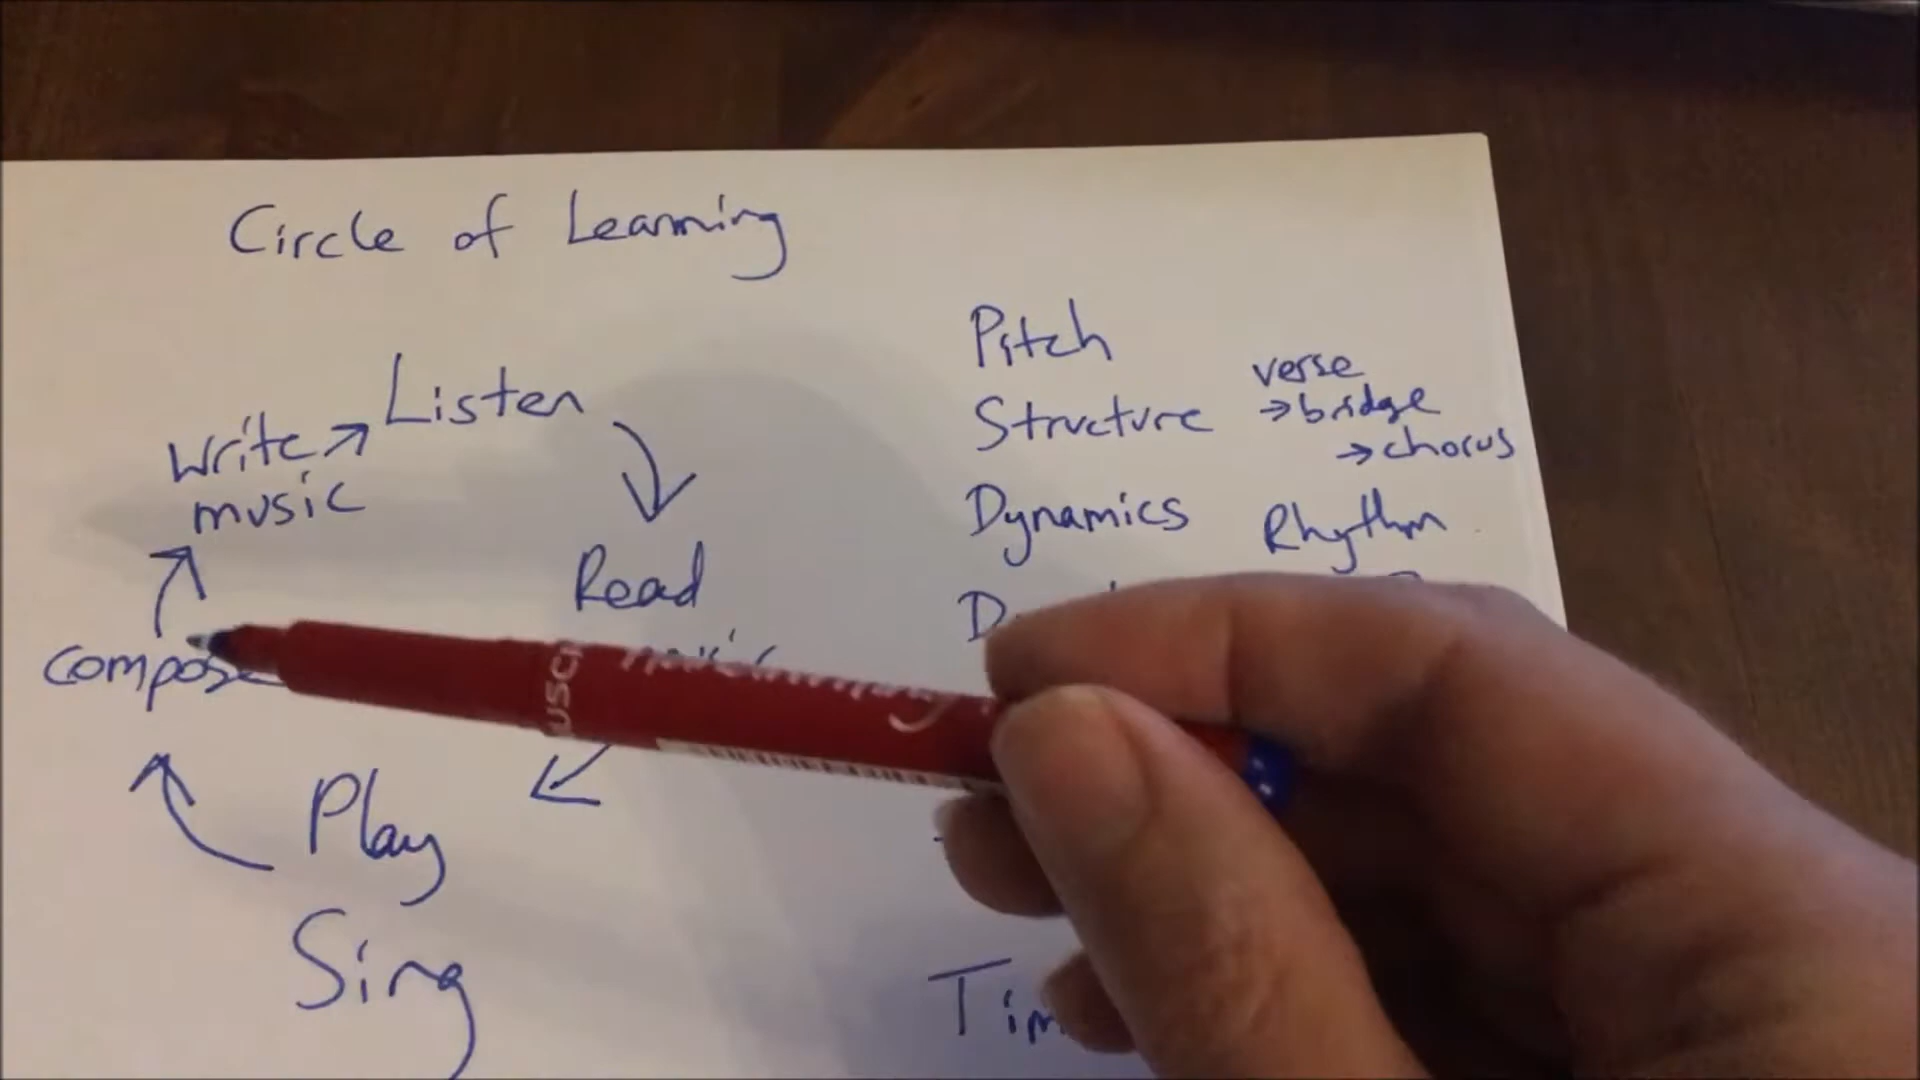 Circle of Learning
Listen
Write
music
Read
compose
Play
Sing
Pitch
Structure
verse
→bridge
→chorus
Dynamics
Rhythm